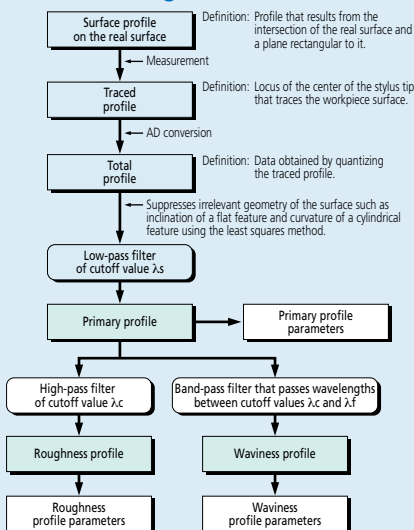 Surface profile
on the real surface
Definition: Profile that results from the
intersection of the real surface and
a plane rectangular to it.
Measurement
Traced
profile
Definition: Locus of the center of the stylus tip
that traces the workpiece surface.
AD conversion
Total
profile
Definition: Data obtained by quantizing
the traced profile.
Suppresses irrelevant geometry of the surface such as
inclination of a flat feature and curvature of a cylindrical
feature using the least squares method.
Low-pass filter
of cutoff value λs
Primary profile
Primary profile
parameters
High-pass filter
of cutoff value λc
Band-pass filter that passes wavelengths
between cutoff values λc and λf
Roughness profile
Waviness profile
Roughness
profile parameters
Waviness
profile parameters